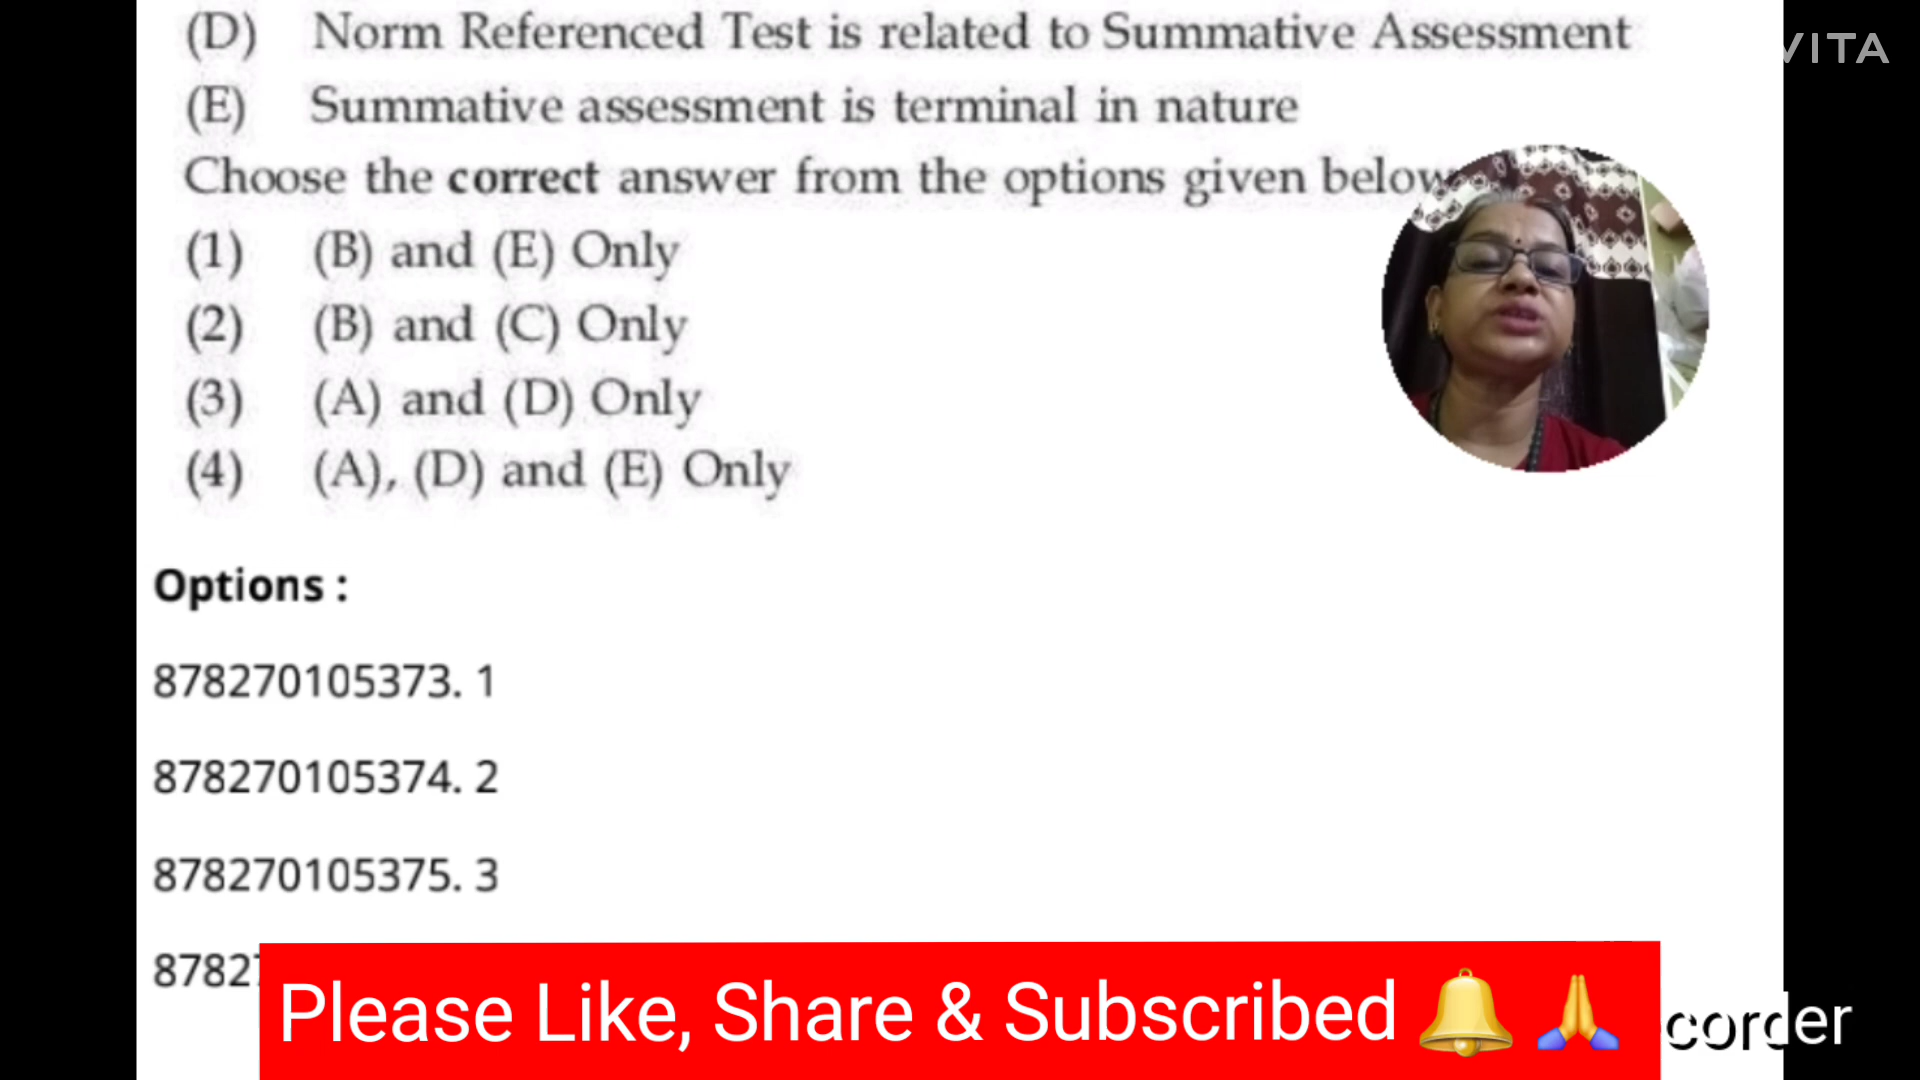 (D) Norm Referenced Test is related to Summative Assessment
VITA
(E) Summative assessment is terminal in nature
Choose the correct answer from the options given below
(1) (B) and (E) Only
(2) (B) and (C) Only
(3) (A) and (D) Only
(4) (A), (D) and (E) Only
Options :
878270105373. 1
878270105374. 2
878270105375. 3
8782
Please Like, Share & Subscribed 🔔🙏
corder